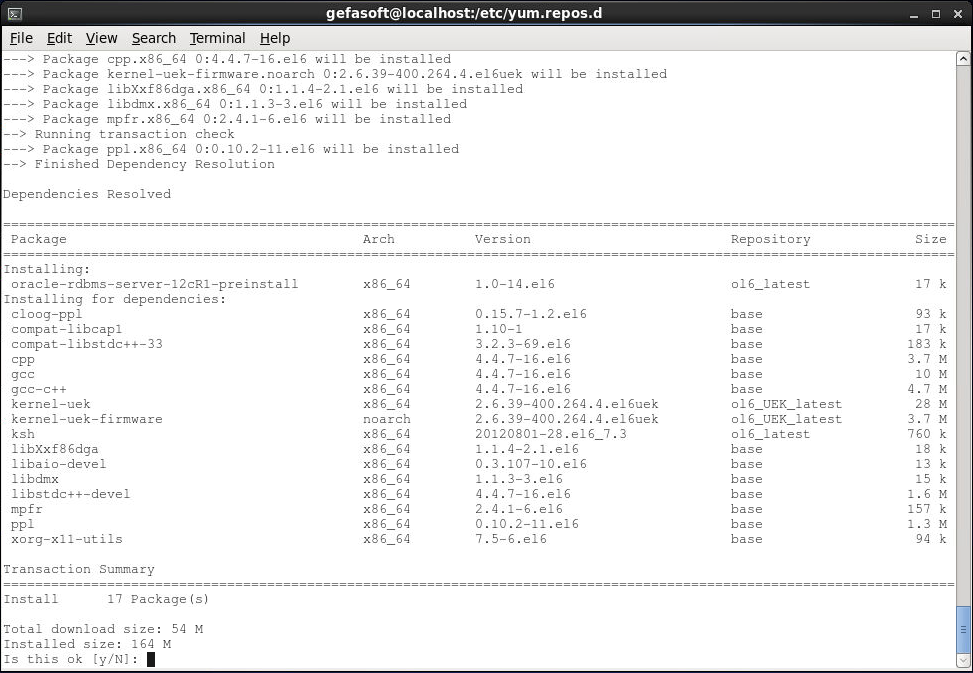 gefasoft@localhost:/etc/yum.repos.d
File Edit View Search Terminal Help
---> Package cpp.x86_64 0:4.4.7-16.el6 will be installed
---> Package kernel-uek-firmware.noarch 0:2.6.39-400.264.4.el6uek will be installed
---> Package libXxf86dga.x86_64 0:1.1.4-2.1.el6 will be installed
---> Package libdmx.x86_64 0:1.1.3-3.el6 will be installed
---> Package mpfr.x86_64 0:2.4.1-6.el6 will be installed
--> Running transaction check
---> Package ppl.x86_64 0:0.10.2-11.el6 will be installed
--> Finished Dependency Resolution
Dependencies Resolved
Package Arch Version Repository Size
Installing:
oracle-rdbms-server-12cR1-preinstall x86_64 1.0-14.el6 ol6_latest 17 k
Installing for dependencies:
cloog-ppl x86_64 0.15.7-1.2.el6 base 93 k
compat-libcap1 x86_64 1.10-1 base 17 k
compat-libstdc++-33 x86_64 3.2.3-69.el6 base 183 k
cpp x86_64 4.4.7-16.el6 base 3.7 M
gcc x86_64 4.4.7-16.el6 base 10 M
gcc-c++ x86_64 4.4.7-16.el6 base 4.7 M
kernel-uek x86_64 2.6.39-400.264.4.el6uek ol6_UEK_latest 28 M
kernel-uek-firmware noarch 2.6.39-400.264.4.el6uek ol6_UEK_latest 3.7 M
ksh x86_64 20120801-28.el6_7.3 ol6_latest 760 k
libXxf86dga x86_64 1.1.4-2.1.el6 base 18 k
libaio-devel x86_64 0.3.107-10.el6 base 13 k
libdmx x86_64 1.1.3-3.el6 base 15 k
libstdc++-devel x86_64 4.4.7-16.el6 base 1.6 M
mpfr x86_64 2.4.1-6.el6 base 157 k
ppl x86_64 0.10.2-11.el6 base 1.3 M
xorg-x11-utils x86_64 7.5-6.el6 base 94 k
Transaction Summary
Install 17 Package(s)
Total download size: 54 M
Installed size: 164 M
Is this ok [y/N]: